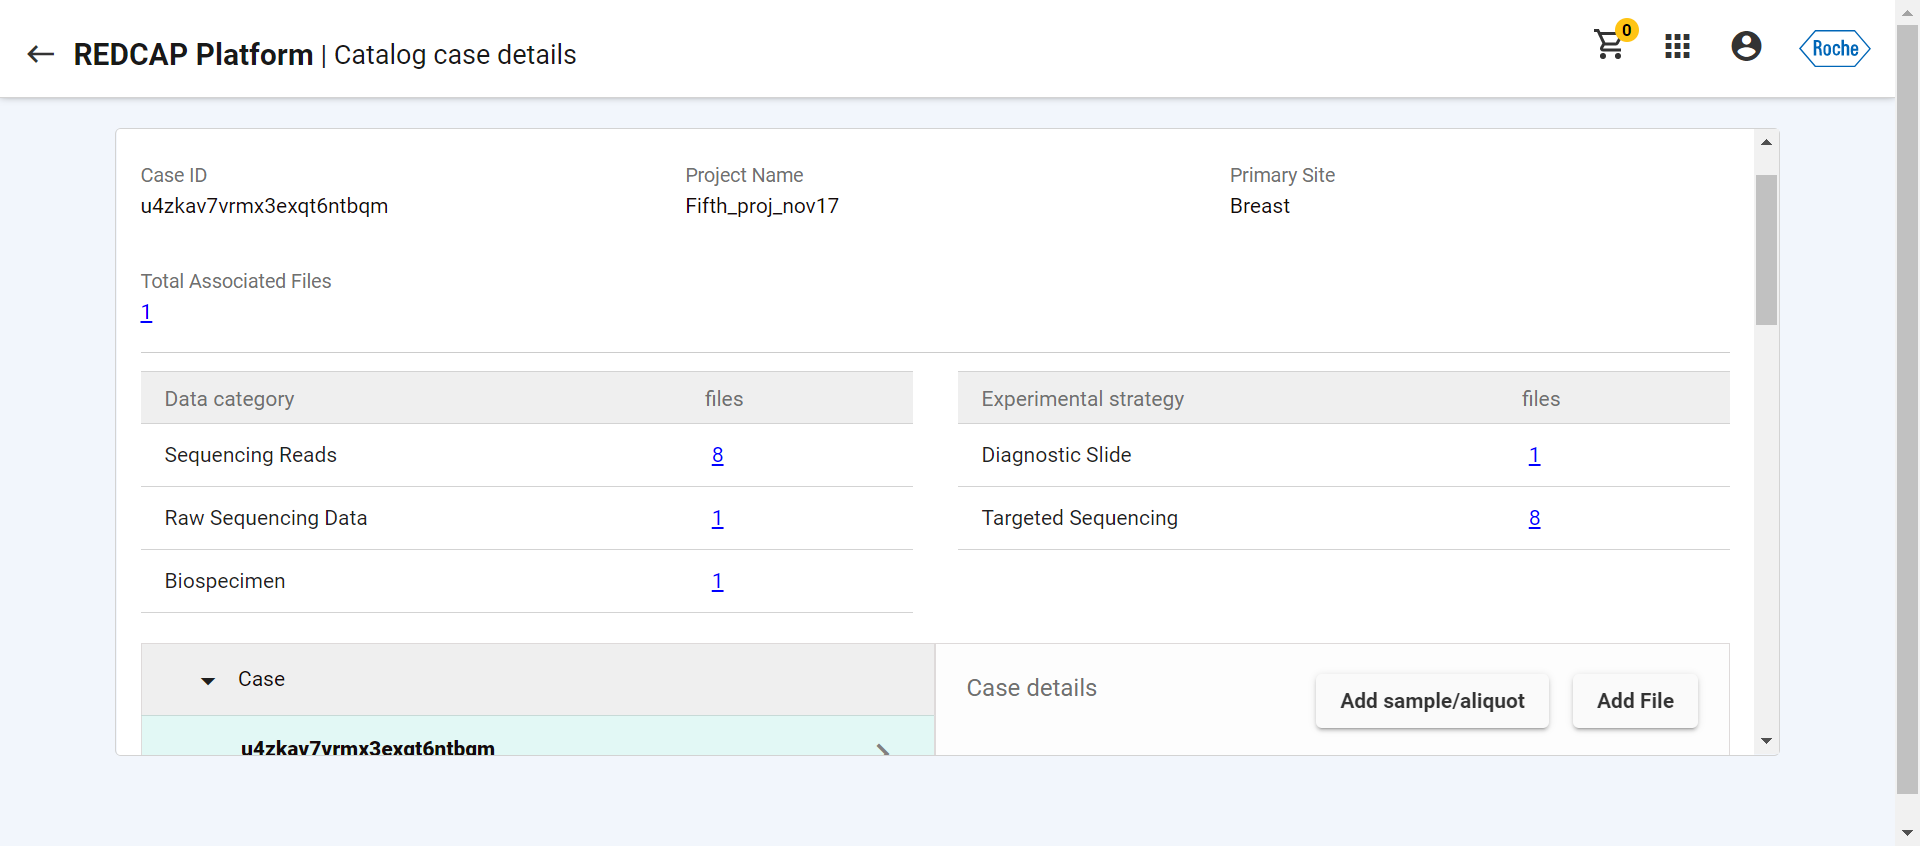 REDCAP Platform | Catalog case details
0
Roche
Case ID
u4zkav7vrmx3exqt6ntbqm
Project Name
Fifth_proj_nov17
Primary Site
Breast
Total Associated Files
1
Data category files
Sequencing Reads 8
Raw Sequencing Data 1
Biospecimen 1
Experimental strategy files
Diagnostic Slide 1
Targeted Sequencing 8
Case
u4zkav7vrmx3exqt6ntbqm
Case details
Add sample/aliquot
Add File